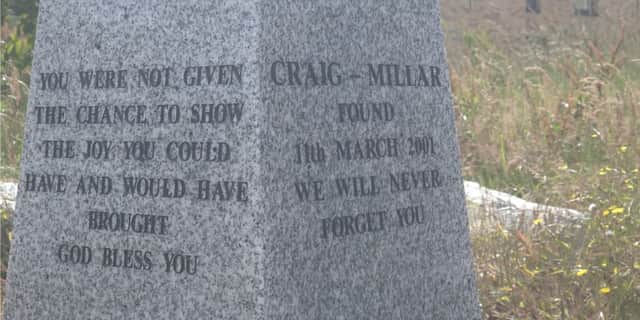 YOU WERE NOT GIVEN
THE CHANCE TO SHOW
THE JOY YOU COULD
HAVE AND WOULD HAVE
BROUGHT
GOD BLESS YOU
CRAIG – MILLAR
FOUND
11th MARCH 2001
WE WILL NEVER
FORGET YOU